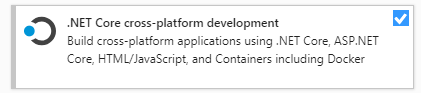 .NET Core cross-platform development
Build cross-platform applications using .NET Core, ASP.NET
Core, HTML/JavaScript, and Containers including Docker